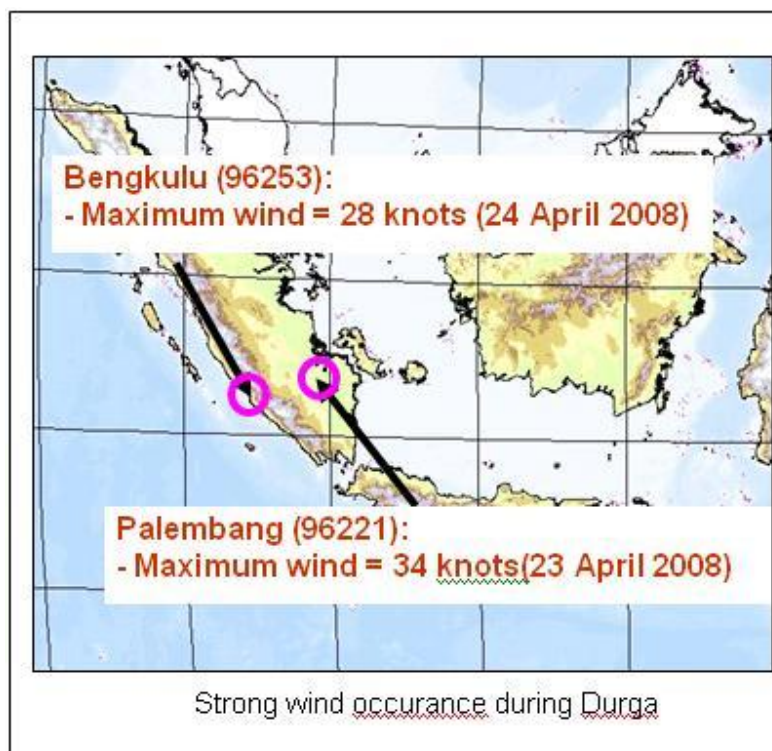 Bengkulu (96253):
- Maximum wind = 28 knots (24 April 2008)
Palembang (96221):
- Maximum wind = 34 knots(23 April 2008)
Strong wind occurance during Durga